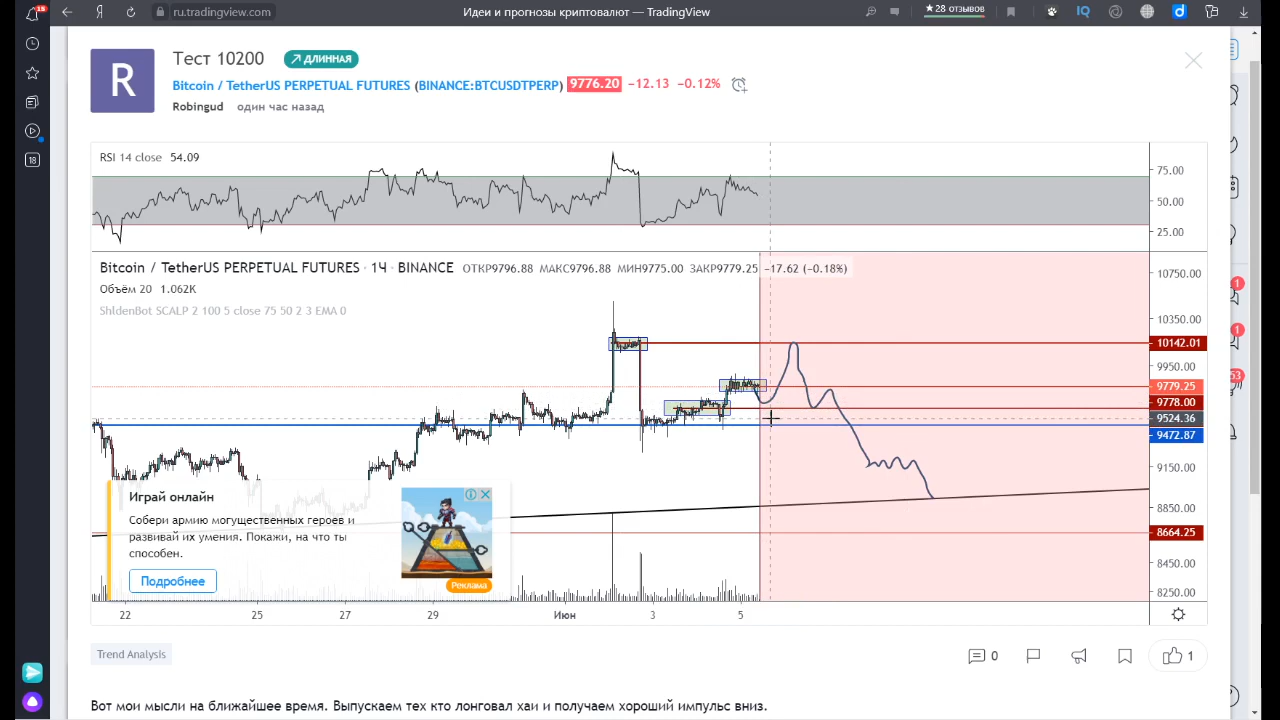 18
Идеи и прогнозы криптовалют — TradingView
ru.tradingview.com
★28 отзывов
Тест 10200
ДЛИННАЯ
R
Bitcoin / TetherUS PERPETUAL FUTURES (BINANCE:BTCUSDTPERP) 9776.20 −12.13 −0.12%
Robingud один час назад
RSI 14 close 54.09
75.00
50.00
25.00
Bitcoin / TetherUS PERPETUAL FUTURES · 1Ч · BINANCE ОТКР9796.88 МАКС9796.88 МИН9775.00 ЗАКР9779.25 −17.62 (−0.18%)
Объём 20 1.062K
ShIdenBot SCALP 2 100 5 close 75 50 2 3 EMA 0
10750.00
10350.00
10142.01
9950.00
9779.25
9778.00
9524.36
9472.87
9150.00
8850.00
8664.25
8450.00
8250.00
Играй онлайн
Собери армию могущественных героев и
развивай их умения. Покажи, на что ты
способен.
Подробнее
Реклама
22 25 27 29 Июн 3 5
Trend Analysis
0
1
Вот мои мысли на ближайшее время. Выпускаем тех кто лонговал хаи и получаем хороший импульс вниз.